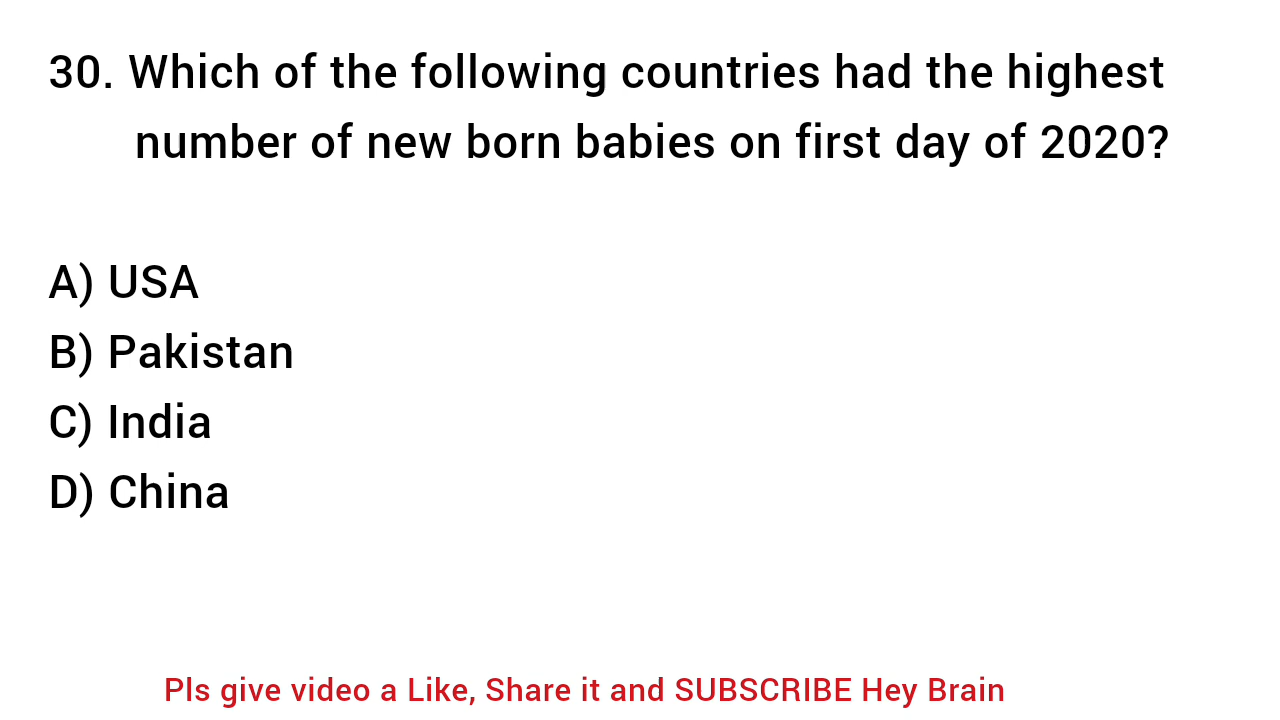 30. Which of the following countries had the highest
number of new born babies on first day of 2020?
A) USA
B) Pakistan
C) India
D) China
Pls give video a Like, Share it and SUBSCRIBE Hey Brain